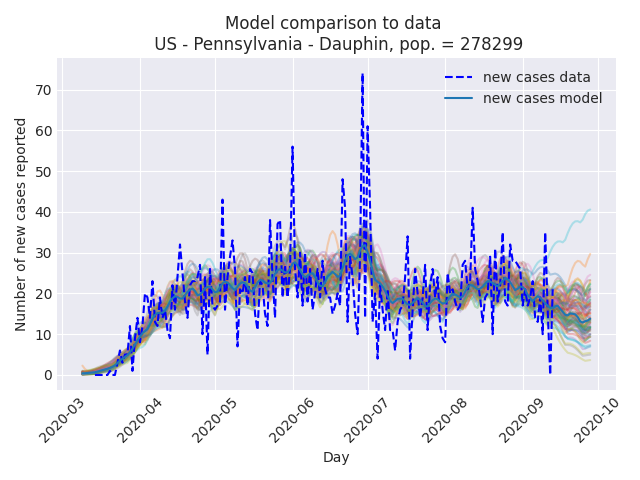 Model comparison to data
US - Pennsylvania - Dauphin, pop. = 278299
new cases data
new cases model
Number of new cases reported
70
60
50
40
30
20
10
0
2020-03
2020-04
2020-05
2020-06
2020-07
2020-08
2020-09
2020-10
Day